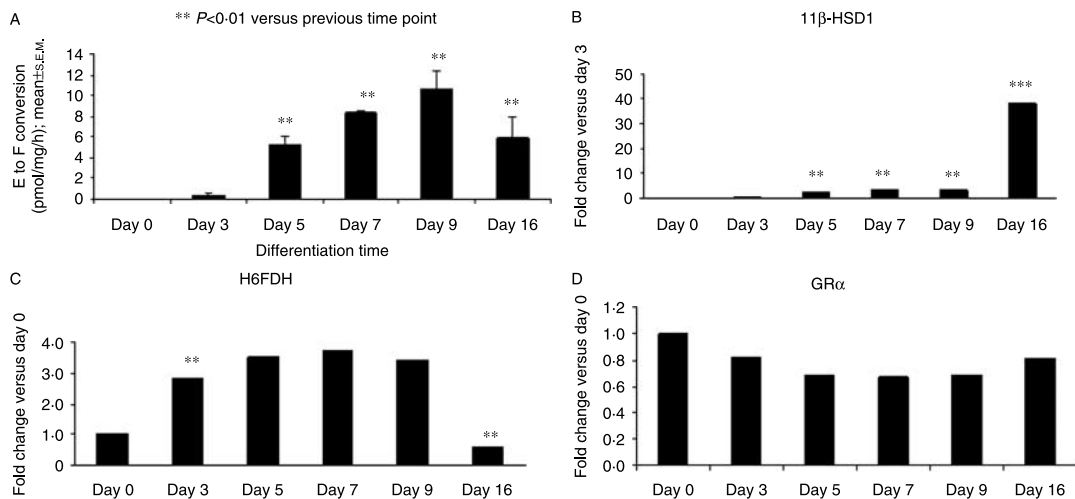 A
** P<0·01 versus previous time point
E to F conversion
(pmol/mg/h); mean±S.E.M.
14
12
10
8
6
4
2
0
**
**
**
**
Day 0 Day 3 Day 5 Day 7 Day 9 Day 16
Differentiation time
B
11β-HSD1
Fold change versus day 3
50
40
30
20
10
0
**
**
**
***
Day 0 Day 3 Day 5 Day 7 Day 9 Day 16
C
H6FDH
Fold change versus day 0
4·0
3·0
2·0
1·0
0
**
**
Day 0 Day 3 Day 5 Day 7 Day 9 Day 16
D
GRα
Fold change versus day 0
1·2
1·0
0·8
0·6
0·4
0·2
0·0
Day 0 Day 3 Day 5 Day 7 Day 9 Day 16